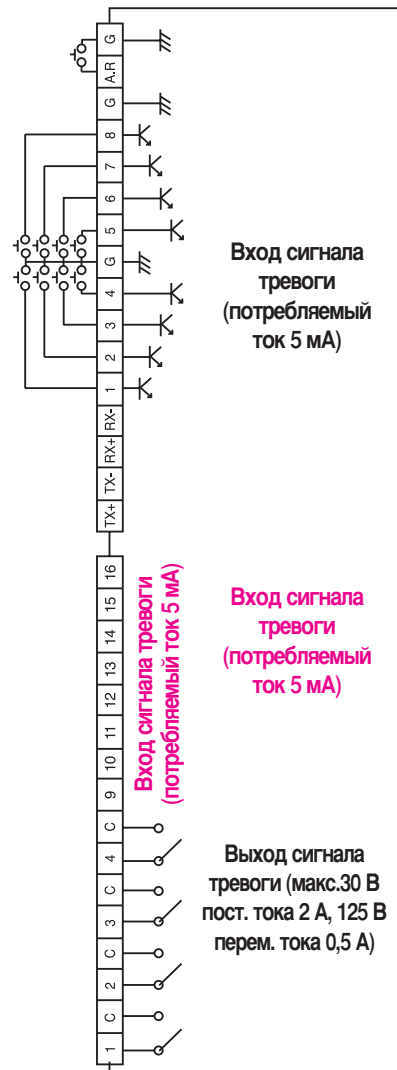 G
A.R
G
8
7
6
5
G
4
3
2
1
RX-
RX+
TX-
TX+
Вход сигнала
тревоги
(потребляемый
ток 5 мА)
16
15
14
13
12
11
10
9
C
4
C
3
C
2
C
1
Вход сигнала тревоги
(потребляемый ток 5 мА)
Вход сигнала
тревоги
(потребляемый
ток 5 мА)
Выход сигнала
тревоги (макс.30 В
пост. тока 2 А, 125 В
перем. тока 0,5 А)